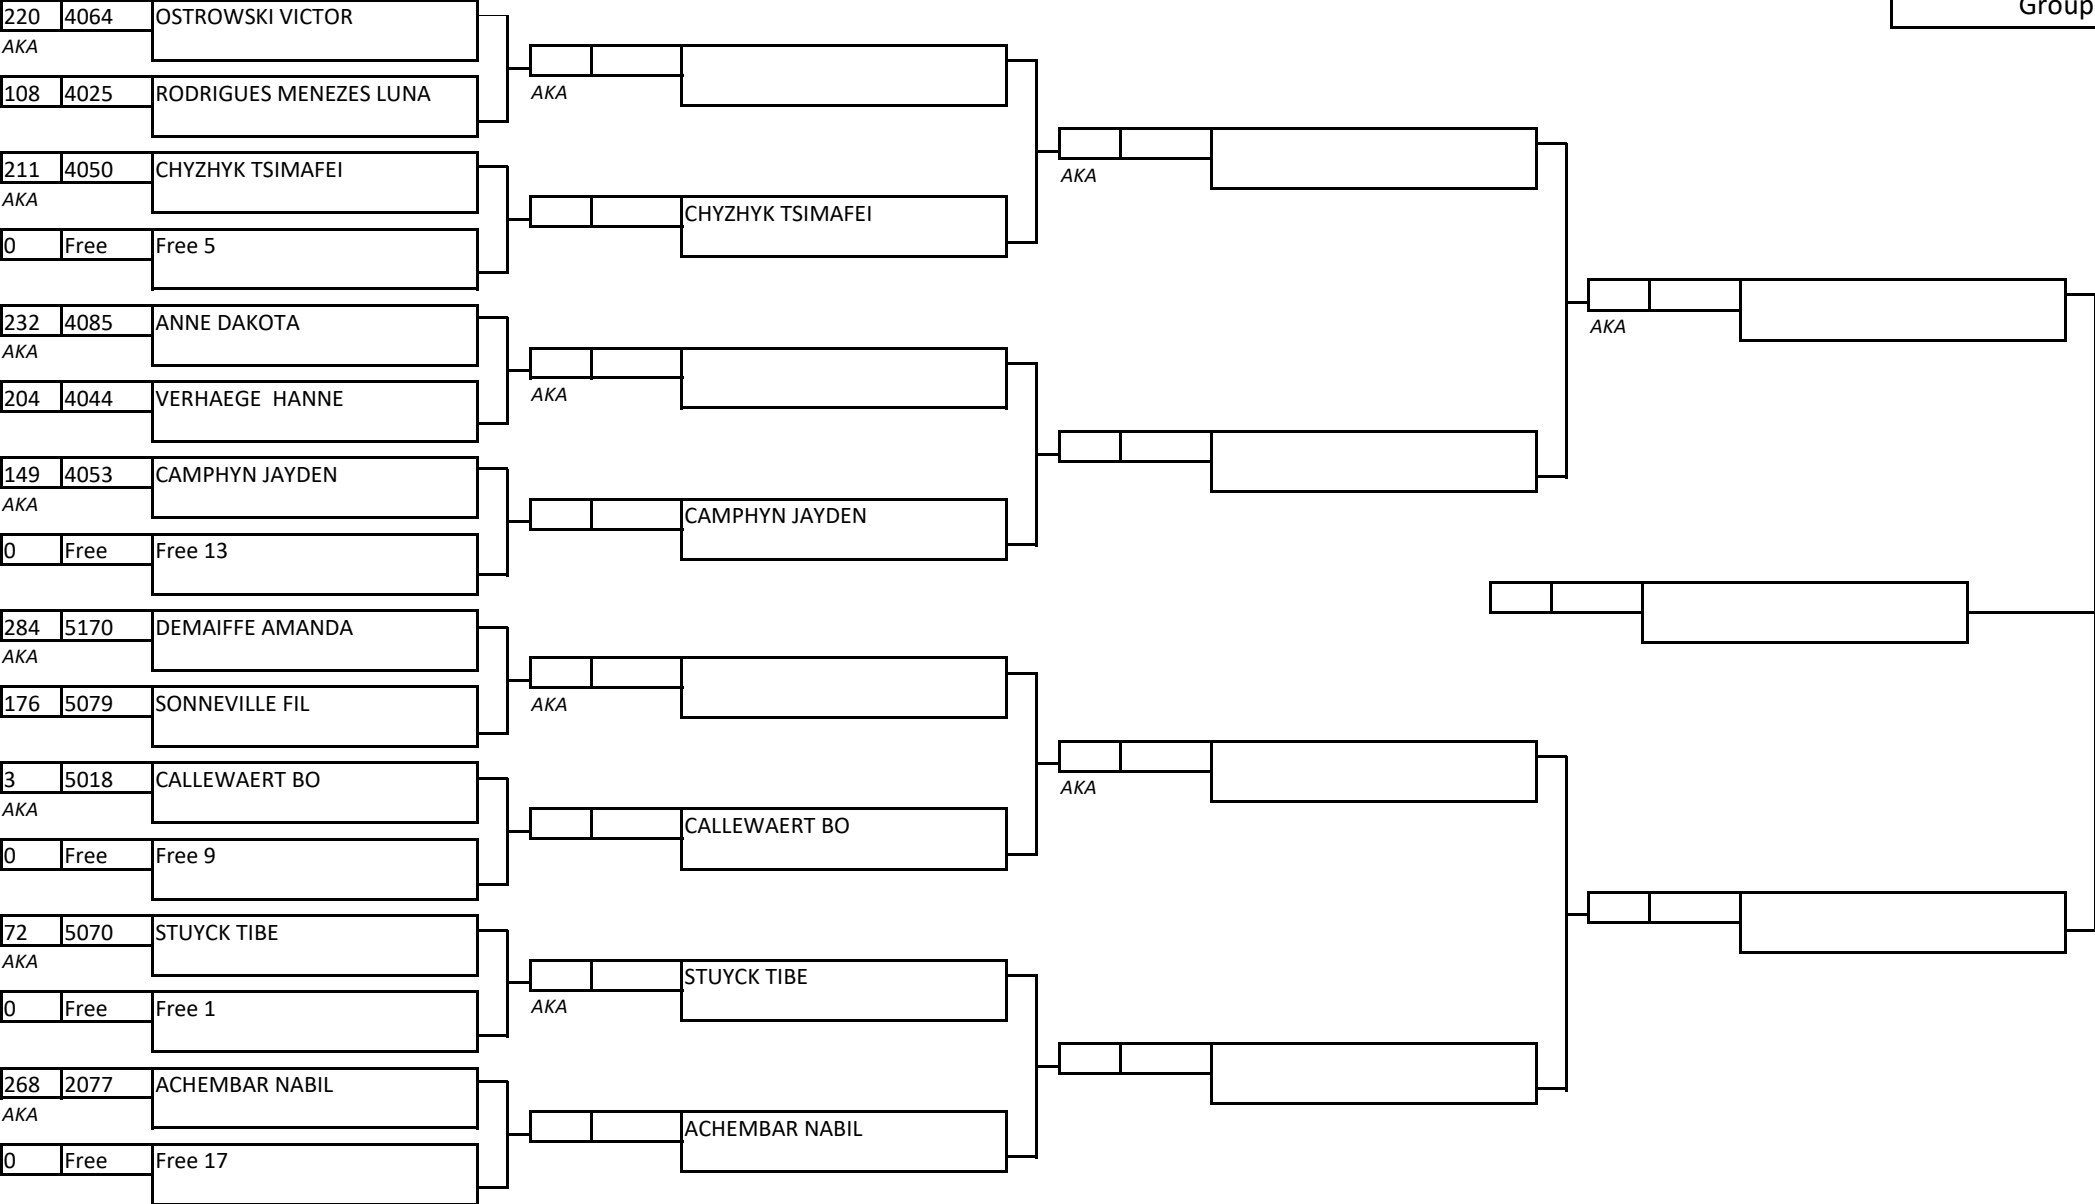 Group
220 4064 OSTROWSKI VICTOR
AKA
AKA
108 4025 RODRIGUES MENEZES LUNA
211 4050 CHYZHYK TSIMAFEI
AKA
AKA
CHYZHYK TSIMAFEI
0 Free Free 5
232 4085 ANNE DAKOTA
AKA
AKA
AKA
204 4044 VERHAEGE  HANNE
149 4053 CAMPHYN JAYDEN
AKA
CAMPHYN JAYDEN
0 Free Free 13
284 5170 DEMAIFFE AMANDA
AKA
176 5079 SONNEVILLE FIL
AKA
3 5018 CALLEWAERT BO
AKA
AKA
CALLEWAERT BO
0 Free Free 9
72 5070 STUYCK TIBE
AKA
STUYCK TIBE
AKA
0 Free Free 1
268 2077 ACHEMBAR NABIL
AKA
ACHEMBAR NABIL
0 Free Free 17